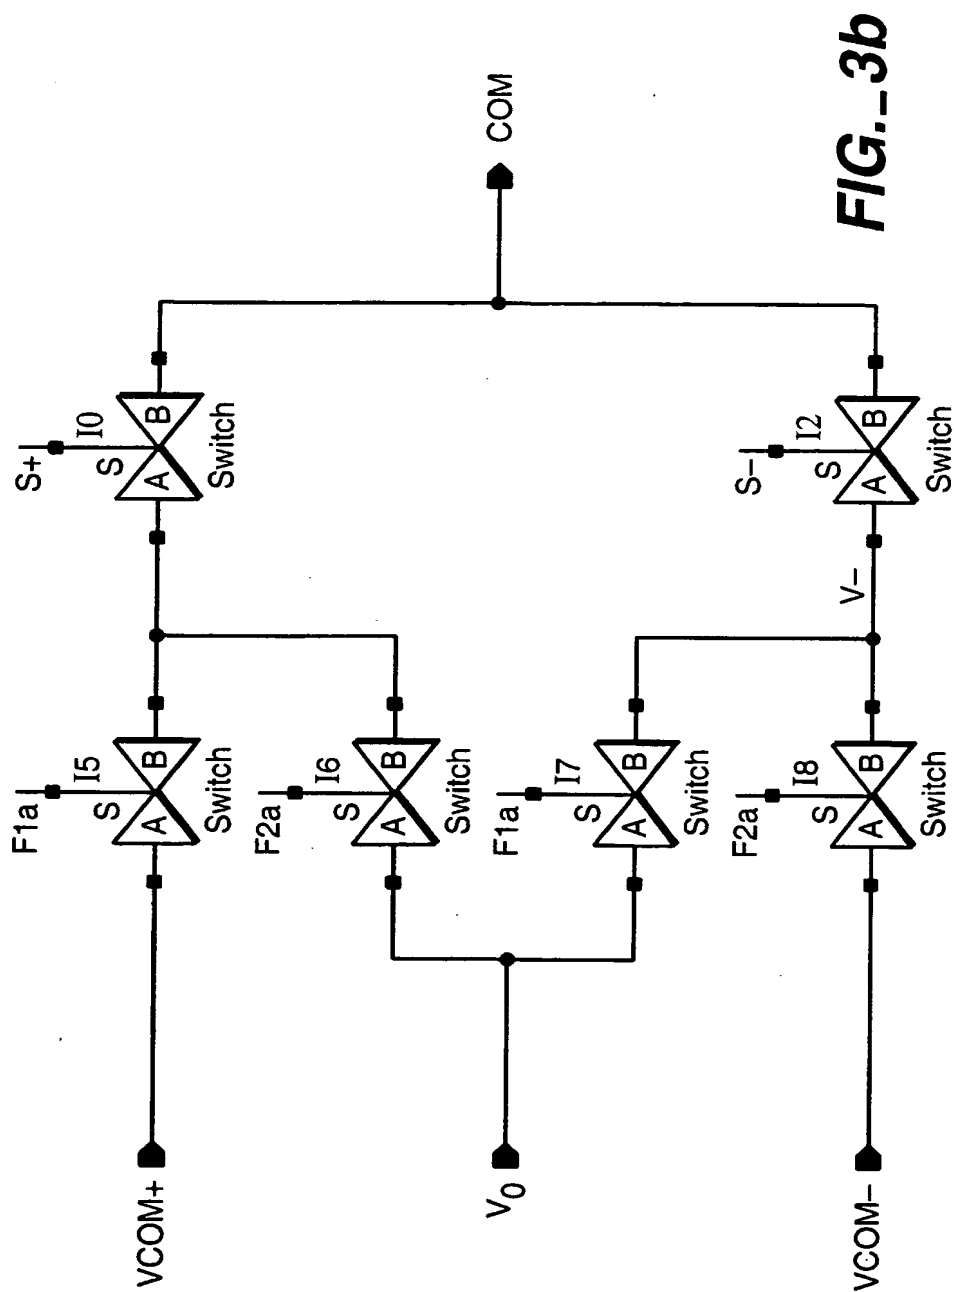 F1a
I5
S
A
B
Switch
VCOM+
F2a
I6
S
A
B
Switch
S+
I0
S
A
B
Switch
V0
COM
F1a
I7
S
A
B
Switch
F2a
I8
S
A
B
Switch
VCOM−
V−
S−
I2
S
A
B
Switch
FIG._3b